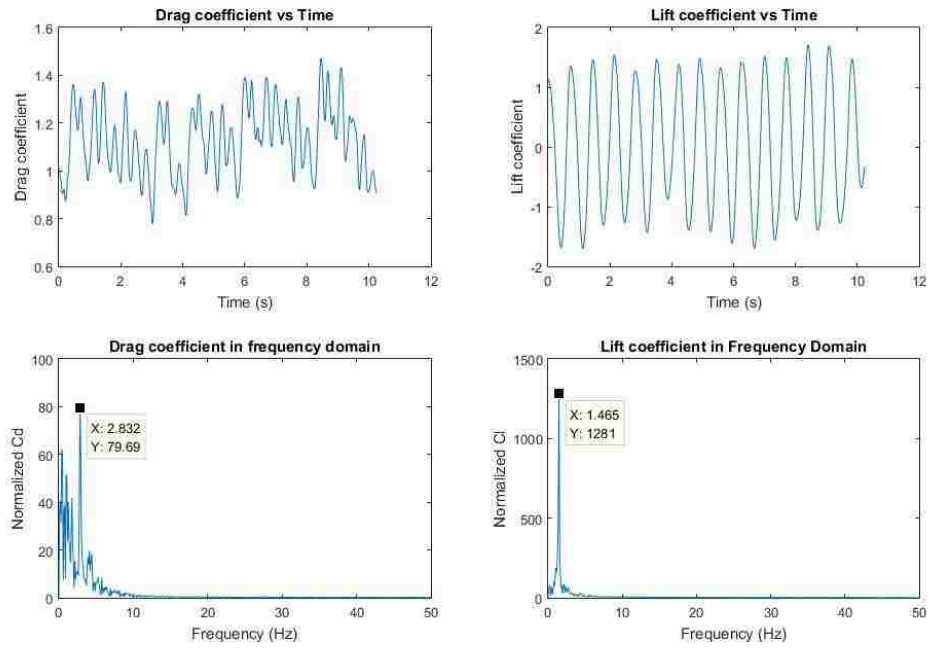 Drag coefficient vs Time
1.6
1.4
1.2
1
0.8
0.6
Drag coefficient
0 2 4 6 8 10 12
Time (s)
Lift coefficient vs Time
2
1
0
-1
-2
Lift coefficient
0 2 4 6 8 10 12
Time (s)
Drag coefficient in frequency domain
100
80
60
40
20
0
Normalized Cd
X: 2.832
Y: 79.69
0 10 20 30 40 50
Frequency (Hz)
Lift coefficient in Frequency Domain
1500
1000
500
0
Normalized Cl
X: 1.465
Y: 1281
0 10 20 30 40 50
Frequency (Hz)